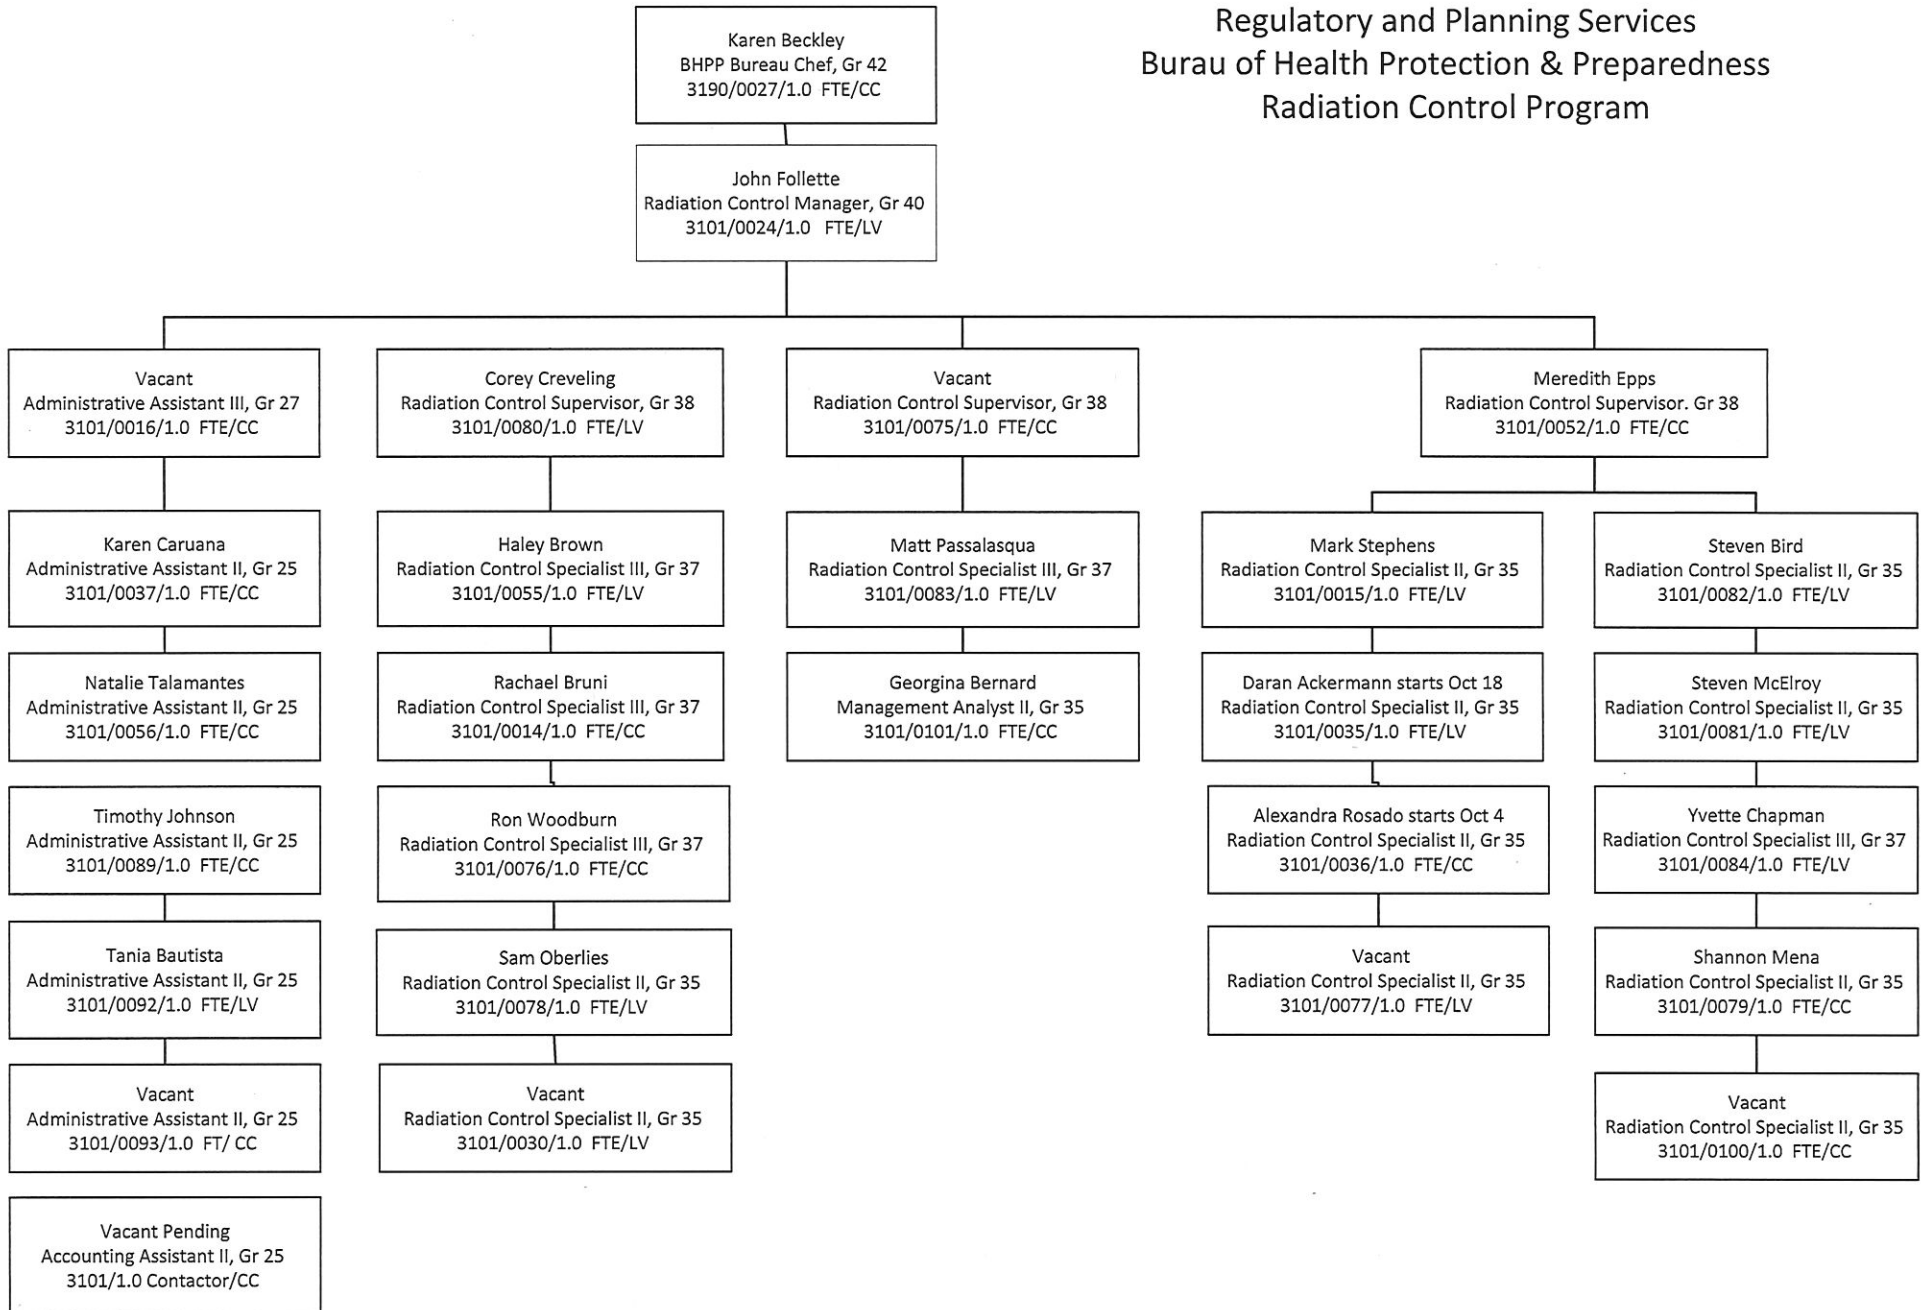 Regulatory and Planning Services
Burau of Health Protection & Preparedness
Radiation Control Program
Karen Beckley
BHPP Bureau Chef, Gr 42
3190/0027/1.0 FTE/CC
John Follette
Radiation Control Manager, Gr 40
3101/0024/1.0 FTE/LV
Vacant
Administrative Assistant III, Gr 27
3101/0016/1.0 FTE/CC
Karen Caruana
Administrative Assistant II, Gr 25
3101/0037/1.0 FTE/CC
Natalie Talamantes
Administrative Assistant II, Gr 25
3101/0056/1.0 FTE/CC
Timothy Johnson
Administrative Assistant II, Gr 25
3101/0089/1.0 FTE/CC
Tania Bautista
Administrative Assistant II, Gr 25
3101/0092/1.0 FTE/LV
Vacant
Administrative Assistant II, Gr 25
3101/0093/1.0 FT/ CC
Vacant Pending
Accounting Assistant II, Gr 25
3101/1.0 Contactor/CC
Corey Creveling
Radiation Control Supervisor, Gr 38
3101/0080/1.0 FTE/LV
Haley Brown
Radiation Control Specialist III, Gr 37
3101/0055/1.0 FTE/LV
Rachael Bruni
Radiation Control Specialist III, Gr 37
3101/0014/1.0 FTE/CC
Ron Woodburn
Radiation Control Specialist III, Gr 37
3101/0076/1.0 FTE/CC
Sam Oberlies
Radiation Control Specialist II, Gr 35
3101/0078/1.0 FTE/LV
Vacant
Radiation Control Specialist II, Gr 35
3101/0030/1.0 FTE/LV
Vacant
Radiation Control Supervisor, Gr 38
3101/0075/1.0 FTE/CC
Matt Passalasqua
Radiation Control Specialist III, Gr 37
3101/0083/1.0 FTE/LV
Georgina Bernard
Management Analyst II, Gr 35
3101/0101/1.0 FTE/CC
Meredith Epps
Radiation Control Supervisor. Gr 38
3101/0052/1.0 FTE/CC
Mark Stephens
Radiation Control Specialist II, Gr 35
3101/0015/1.0 FTE/LV
Daran Ackermann starts Oct 18
Radiation Control Specialist II, Gr 35
3101/0035/1.0 FTE/LV
Alexandra Rosado starts Oct 4
Radiation Control Specialist II, Gr 35
3101/0036/1.0 FTE/CC
Vacant
Radiation Control Specialist II, Gr 35
3101/0077/1.0 FTE/LV
Steven Bird
Radiation Control Specialist II, Gr 35
3101/0082/1.0 FTE/LV
Steven McElroy
Radiation Control Specialist II, Gr 35
3101/0081/1.0 FTE/LV
Yvette Chapman
Radiation Control Specialist III, Gr 37
3101/0084/1.0 FTE/LV
Shannon Mena
Radiation Control Specialist II, Gr 35
3101/0079/1.0 FTE/CC
Vacant
Radiation Control Specialist II, Gr 35
3101/0100/1.0 FTE/CC